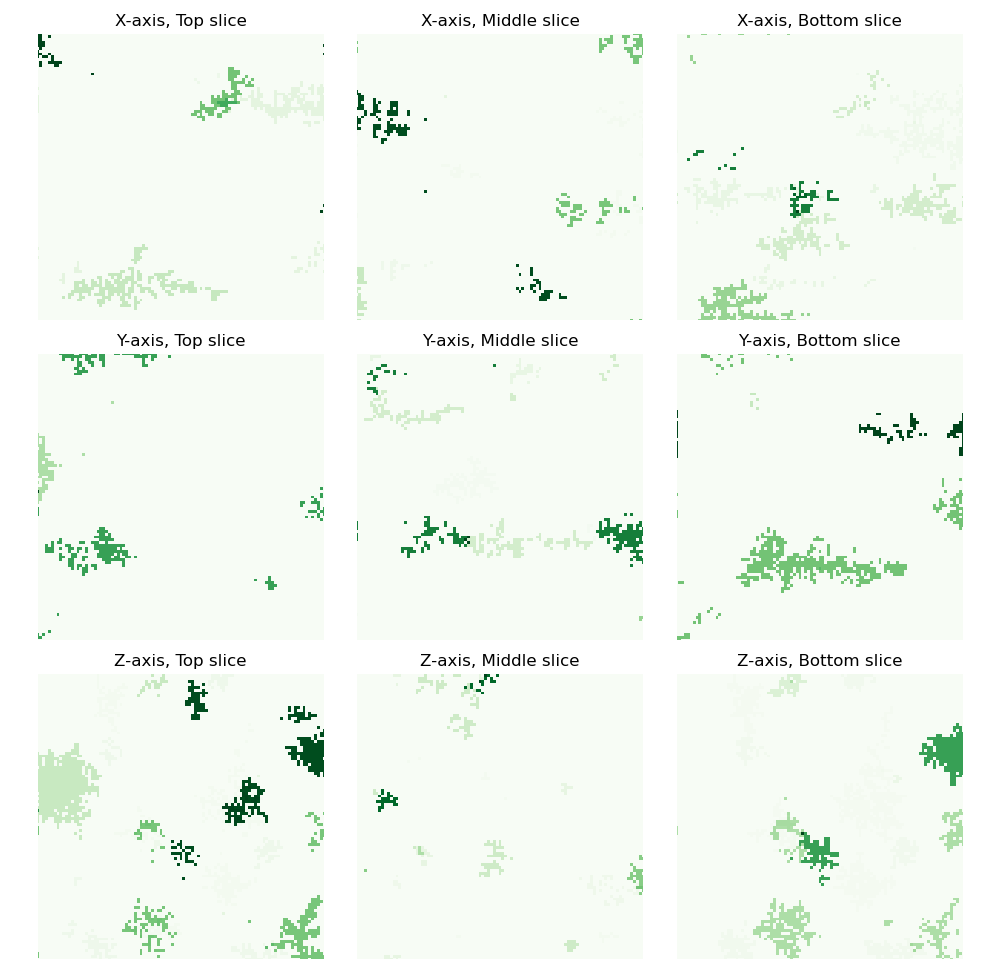 X-axis, Top slice
X-axis, Middle slice
X-axis, Bottom slice
Y-axis, Top slice
Y-axis, Middle slice
Y-axis, Bottom slice
Z-axis, Top slice
Z-axis, Middle slice
Z-axis, Bottom slice